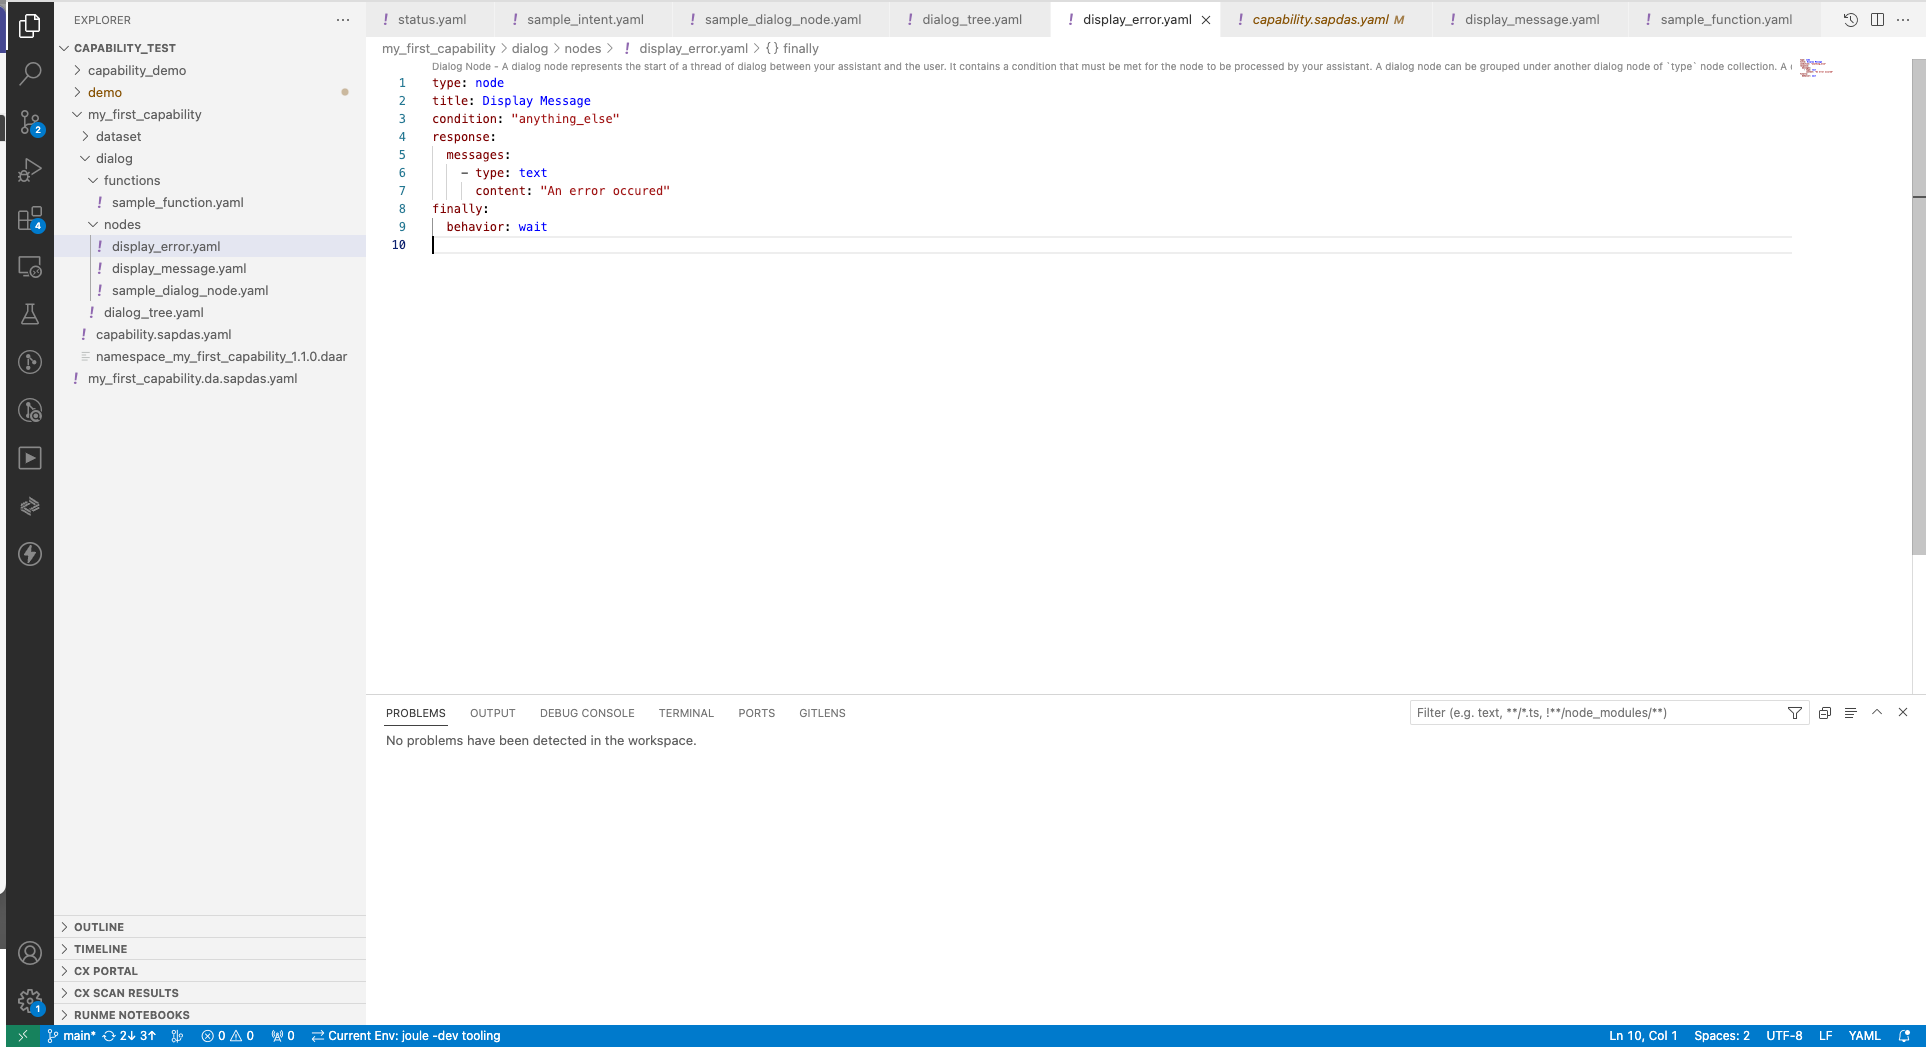 EXPLORER
CAPABILITY_TEST
capability_demo
demo
my_first_capability
dataset
dialog
functions
! sample_function.yaml
nodes
! display_error.yaml
! display_message.yaml
! sample_dialog_node.yaml
! dialog_tree.yaml
! capability.sapdas.yaml
namespace_my_first_capability_1.1.0.daar
! my_first_capability.da.sapdas.yaml
OUTLINE
TIMELINE
CX PORTAL
CX SCAN RESULTS
RUNME NOTEBOOKS
2
4
1
! status.yaml ! sample_intent.yaml ! sample_dialog_node.yaml ! dialog_tree.yaml ! display_error.yaml ! capability.sapdas.yaml M ! display_message.yaml ! sample_function.yaml
my_first_capability > dialog > nodes > ! display_error.yaml > {} finally
Dialog Node - A dialog node represents the start of a thread of dialog between your assistant and the user. It contains a condition that must be met for the node to be processed by your assistant. A dialog node can be grouped under another dialog node of `type` node collection. A
1 type: node
2 title: Display Message
3 condition: "anything_else"
4 response:
5 messages:
6 - type: text
7 content: "An error occured"
8 finally:
9 behavior: wait
10
PROBLEMS OUTPUT DEBUG CONSOLE TERMINAL PORTS GITLENS Filter (e.g. text, **/*.ts, !**/node_modules/**)
No problems have been detected in the workspace.
main* 2↓ 3↑ 0 0 0 Current Env: joule -dev tooling Ln 10, Col 1 Spaces: 2 UTF-8 LF YAML